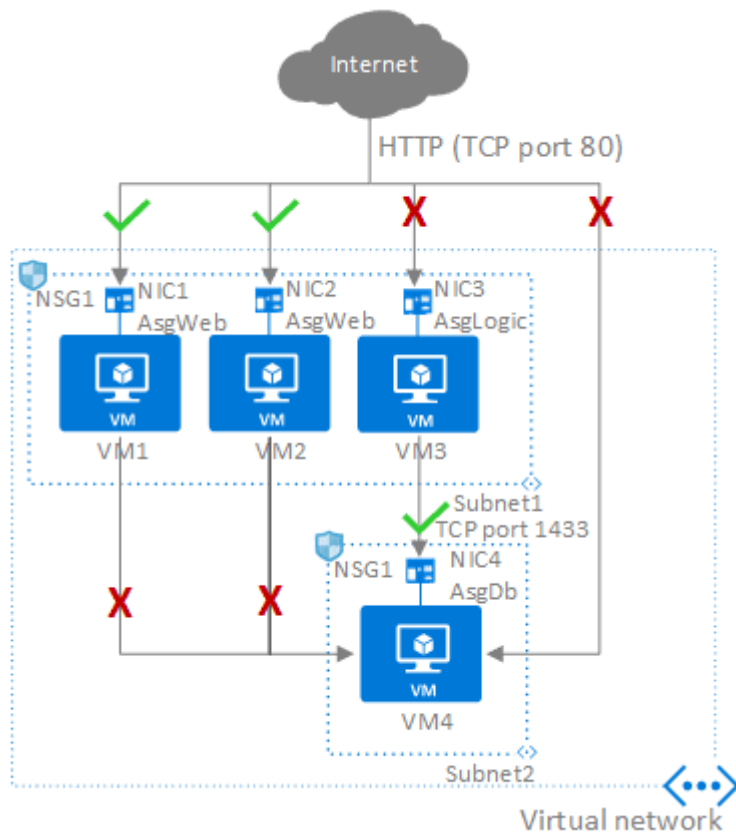 Internet
HTTP (TCP port 80)
X
X
NSG1
NIC1
AsgWeb
NIC2
AsgWeb
NIC3
AsgLogic
VM
VM
VM
VM1
VM2
VM3
Subnet1
TCP port 1433
NSG1
NIC4
AsgDb
X
X
VM
VM4
Subnet2
Virtual network